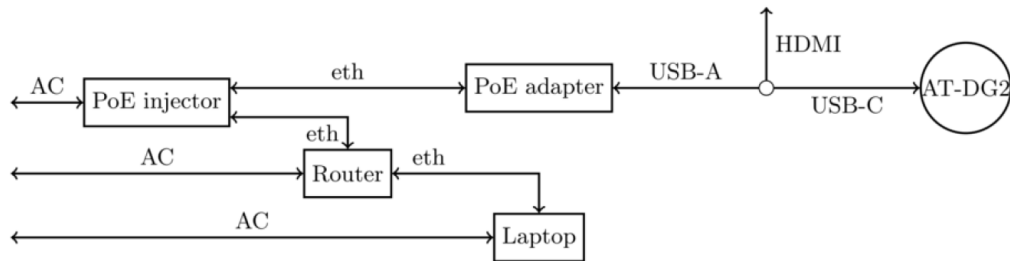 HDMI
AC
eth
USB-A
PoE injector
PoE adapter
AT-DG2
USB-C
eth
AC
eth
Router
AC
Laptop